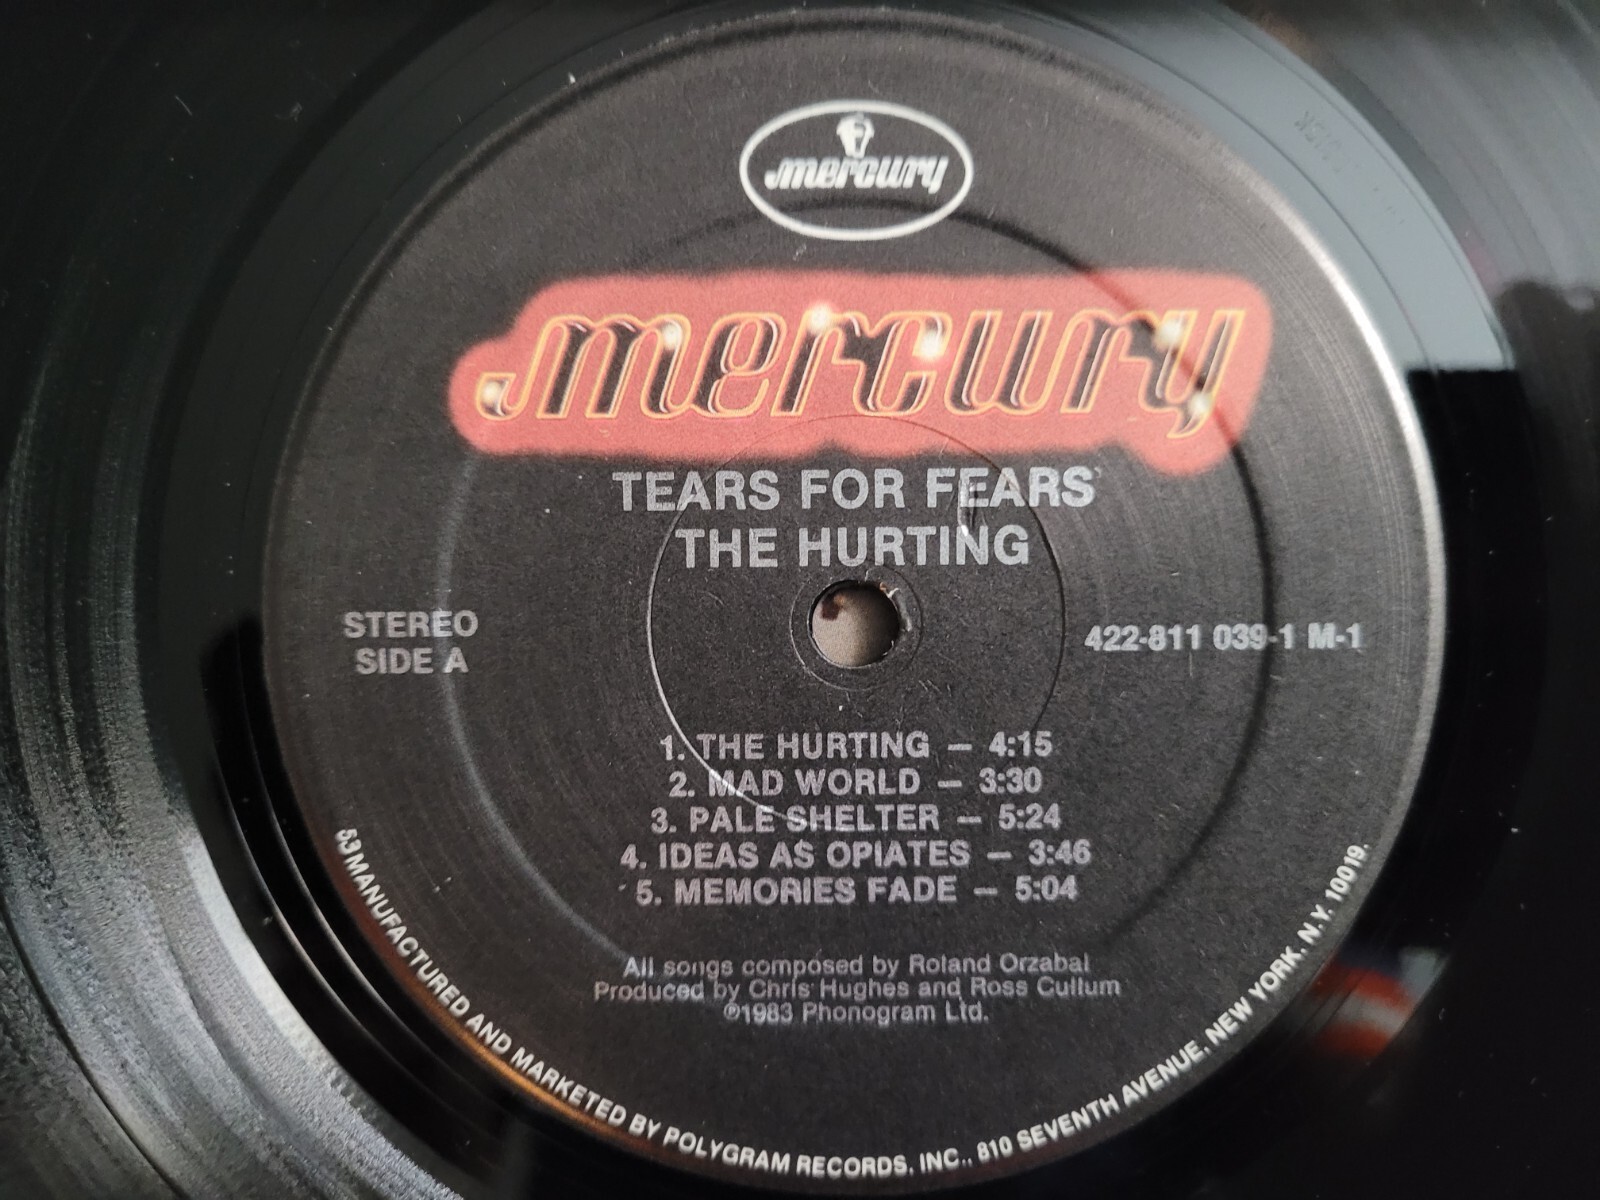 mercury
mercury
TEARS FOR FEARS
THE HURTING
STEREO
SIDE A
422-811 039-1 M-1
1. THE HURTING — 4:15
2. MAD WORLD — 3:30
3. PALE SHELTER — 5:24
4. IDEAS AS OPIATES — 3:46
5. MEMORIES FADE — 5:04
All songs composed by Roland Orzabal
Produced by Chris Hughes and Ross Cullum
℗1983 Phonogram Ltd.
53 MANUFACTURED AND MARKETED BY POLYGRAM RECORDS, INC., 810 SEVENTH AVENUE, NEW YORK, N.Y. 10019.